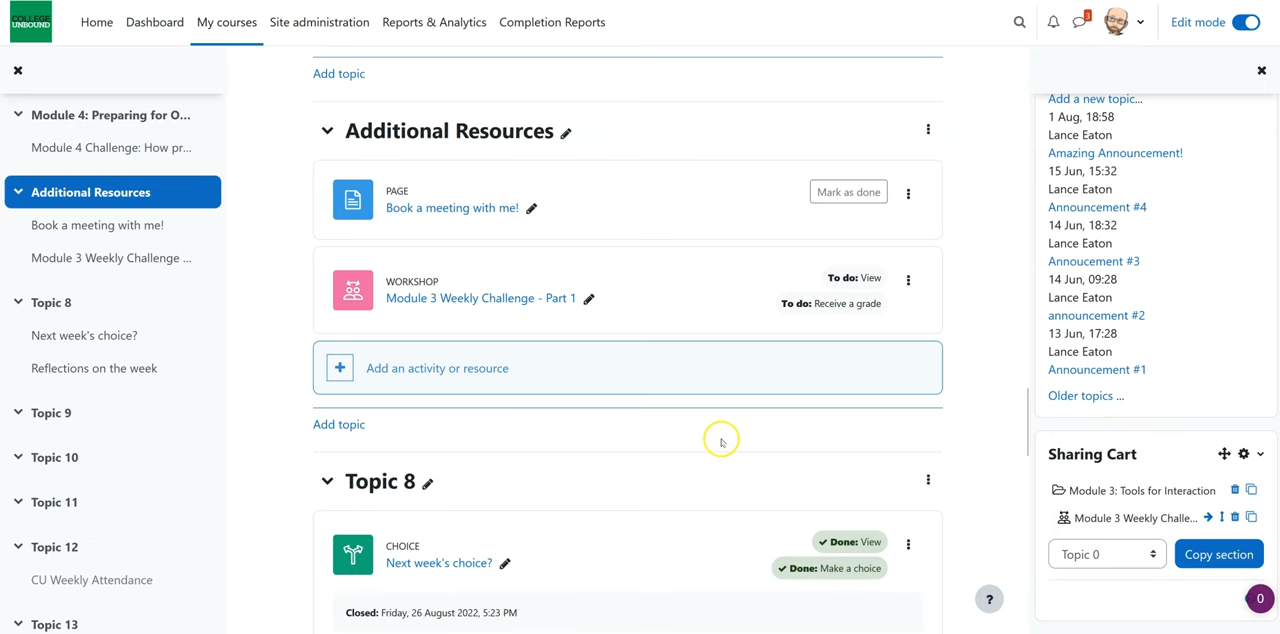 COLLEGE
UNBOUND
Home
Dashboard
My courses
Site administration
Reports & Analytics
Completion Reports
3
Edit mode
Module 4: Preparing for O...
Module 4 Challenge: How pr...
Additional Resources
Book a meeting with me!
Module 3 Weekly Challenge ...
Topic 8
Next week's choice?
Reflections on the week
Topic 9
Topic 10
Topic 11
Topic 12
CU Weekly Attendance
Topic 13
Add topic
Additional Resources
PAGE
Book a meeting with me!
Mark as done
WORKSHOP
Module 3 Weekly Challenge - Part 1
To do: View
To do: Receive a grade
Add an activity or resource
Add topic
Topic 8
CHOICE
Next week's choice?
Done: View
Done: Make a choice
Closed: Friday, 26 August 2022, 5:23 PM
Add a new topic...
1 Aug, 18:58
Lance Eaton
Amazing Announcement!
15 Jun, 15:32
Lance Eaton
Announcement #4
14 Jun, 18:32
Lance Eaton
Annoucement #3
14 Jun, 09:28
Lance Eaton
announcement #2
13 Jun, 17:28
Lance Eaton
Announcement #1
Older topics ...
Sharing Cart
Module 3: Tools for Interaction
Module 3 Weekly Challe...
Topic 0
Copy section
?
0